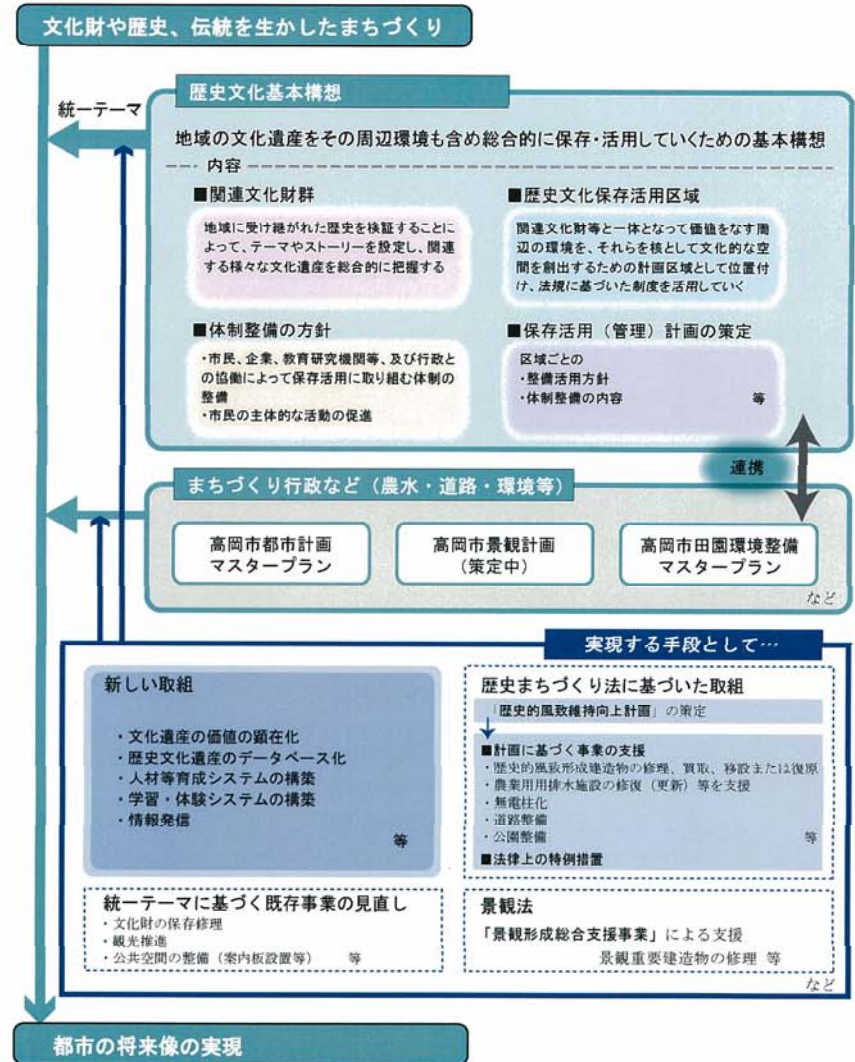 文化財や歴史、伝統を生かしたまちづくり
統一テーマ
歴史文化基本構想
地域の文化遺産をその周辺環境も含め総合的に保存・活用していくための基本構想
内容
■関連文化財群
地域に受け継がれた歴史を検証することに
よって、テーマやストーリーを設定し、関連
する様々な文化遺産を総合的に把握する
■歴史文化保存活用区域
関連文化財等と一体となって価値をなす周
辺の環境を、それらを核として文化的な空
間を創出するための計画区域として位置付
け、法規に基づいた制度を活用していく
■体制整備の方針
・市民、企業、教育研究機関等、及び行政と
の協働によって保存活用に取り組む体制の
整備
・市民の主体的な活動の促進
■保存活用（管理）計画の策定
区域ごとの
・整備活用方針
・体制整備の内容　等
連携
まちづくり行政など（農水・道路・環境等）
高岡市都市計画
マスタープラン
高岡市景観計画
（策定中）
高岡市田園環境整備
マスタープラン
など
実現する手段として…
新しい取組
・文化遺産の価値の顕在化
・歴史文化遺産のデータベース化
・人材等育成システムの構築
・学習・体験システムの構築
・情報発信
等
歴史まちづくり法に基づいた取組
「歴史的風致維持向上計画」の策定
■計画に基づく事業の支援
・歴史的風致形成建造物の修理、買取、移設または復原
・農業用用排水施設の修復（更新）等を支援
・無電柱化
・道路整備
・公園整備　等
■法律上の特例措置
統一テーマに基づく既存事業の見直し
・文化財の保存修理
・観光推進
・公共空間の整備（案内板設置等）　等
景観法
「景観形成総合支援事業」による支援
景観重要建造物の修理 等
など
都市の将来像の実現